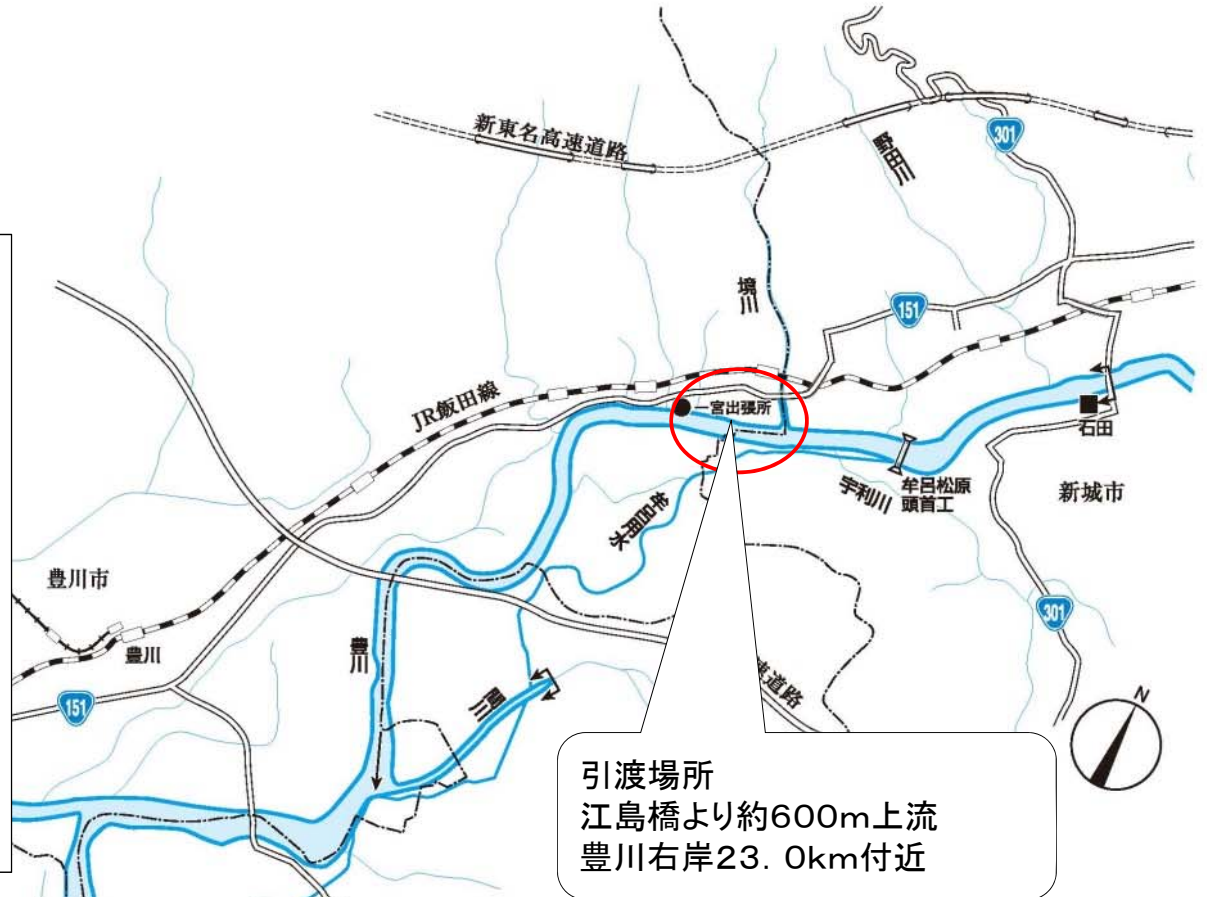 新東名高速道路
野田川
301
境川
151
JR飯田線
一宮出張所
石田
牟呂松原
頭首工
宇利川
新城市
牟呂用水
豊川市
豊川
豊川
301
151
間川
速道路
N
引渡場所
江島橋より約600m上流
豊川右岸23.0km付近